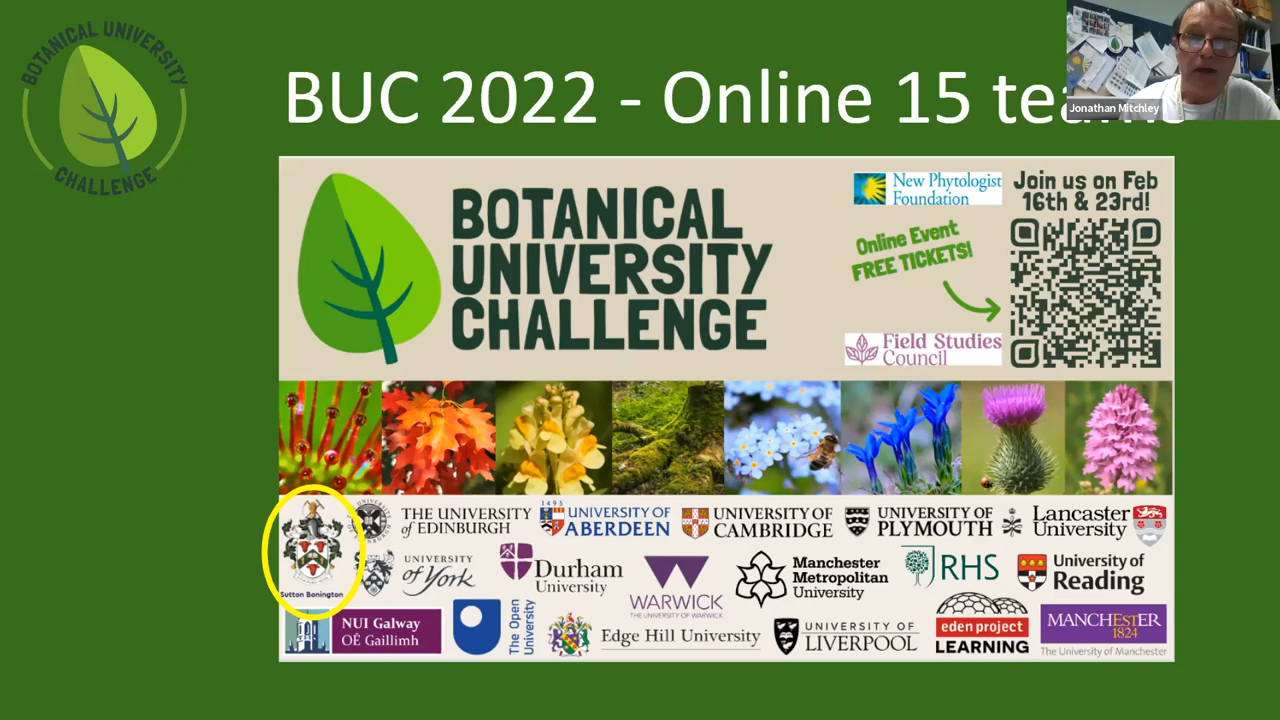 BOTANICAL UNIVERSITY
CHALLENGE
BUC 2022 - Online 15
Jonathan Mitchley
BOTANICAL
UNIVERSITY
CHALLENGE
New Phytologist
Foundation
Online Event
FREE TICKETS!
Field Studies
Council
Join us on Feb
16th & 23rd!
Sutton Bonington
THE UNIVERSITY
of EDINBURGH
1495
UNIVERSITY OF
ABERDEEN
UNIVERSITY OF
CAMBRIDGE
UNIVERSITY OF
PLYMOUTH
Lancaster
University
UNIVERSITY
of York
Durham
University
WARWICK
THE UNIVERSITY OF WARWICK
Manchester
Metropolitan
University
RHS
University of
Reading
NUI Galway
OÉ Gaillimh
The Open
University
Edge Hill University
UNIVERSITY OF
LIVERPOOL
eden project
LEARNING
MANCHESTER
1824
The University of Manchester